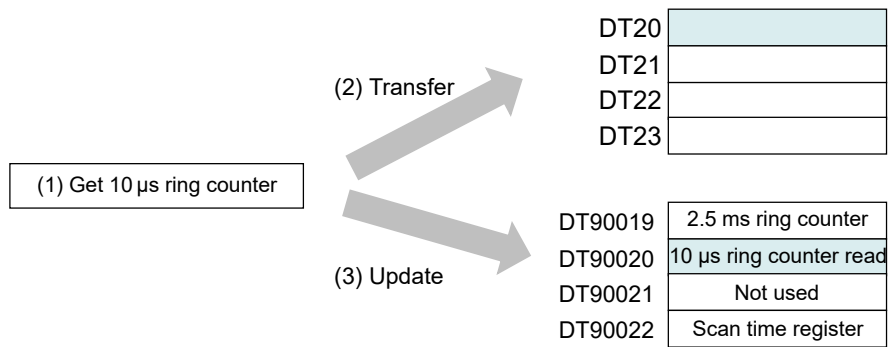 DT20
DT21
(2) Transfer
DT22
DT23
(1) Get 10 µs ring counter
DT90019 2.5 ms ring counter
DT90020 10 µs ring counter read
(3) Update
DT90021 Not used
DT90022 Scan time register